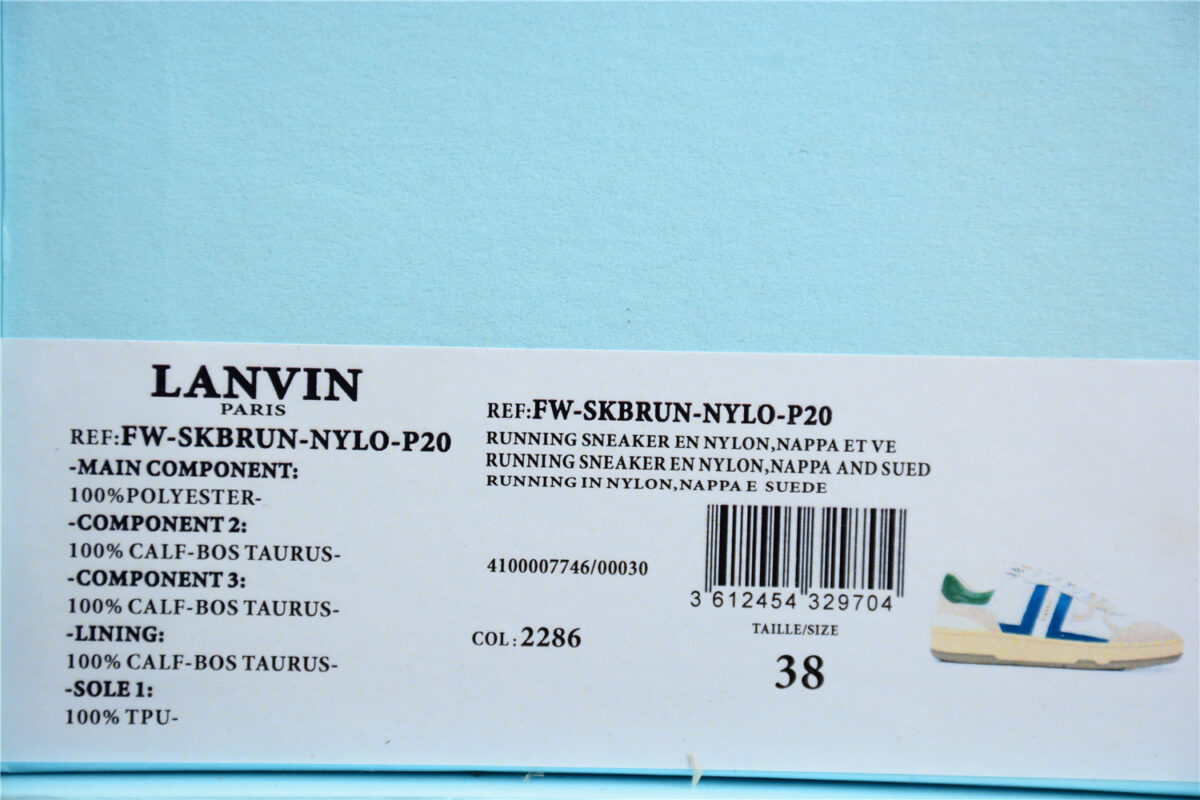 LANVIN
PARIS
REF:FW-SKBRUN-NYLO-P20
-MAIN COMPONENT:
100%POLYESTER-
-COMPONENT 2:
100% CALF-BOS TAURUS-
-COMPONENT 3:
100% CALF-BOS TAURUS-
-LINING:
100% CALF-BOS TAURUS-
-SOLE 1:
100% TPU-
REF:FW-SKBRUN-NYLO-P20
RUNNING SNEAKER EN NYLON,NAPPA ET VE
RUNNING SNEAKER EN NYLON,NAPPA AND SUED
RUNNING IN NYLON,NAPPA E SUEDE
4100007746/00030
3 612454 329704
COL:2286
TAILLE/SIZE
38